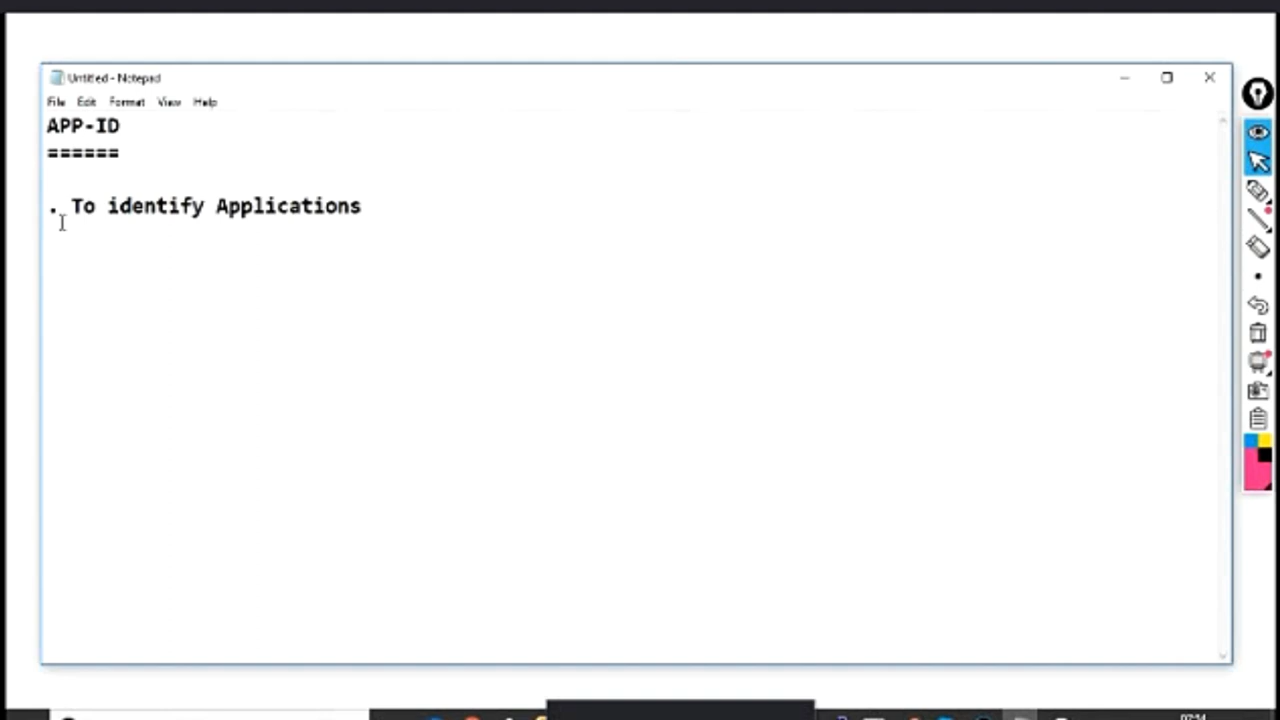 Untitled - Notepad
File Edit Format View Help
APP-ID
======
. To identify Applications